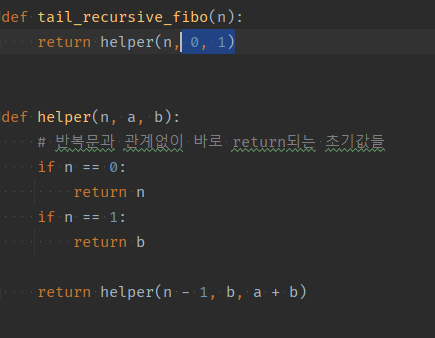 def tail_recursive_fibo(n):
    return helper(n, 0, 1)
def helper(n, a, b):
    # 반복문과 관계없이 바로 return되는 초기값들
    if n == 0:
        return n
    if n == 1:
        return b
    return helper(n - 1, b, a + b)